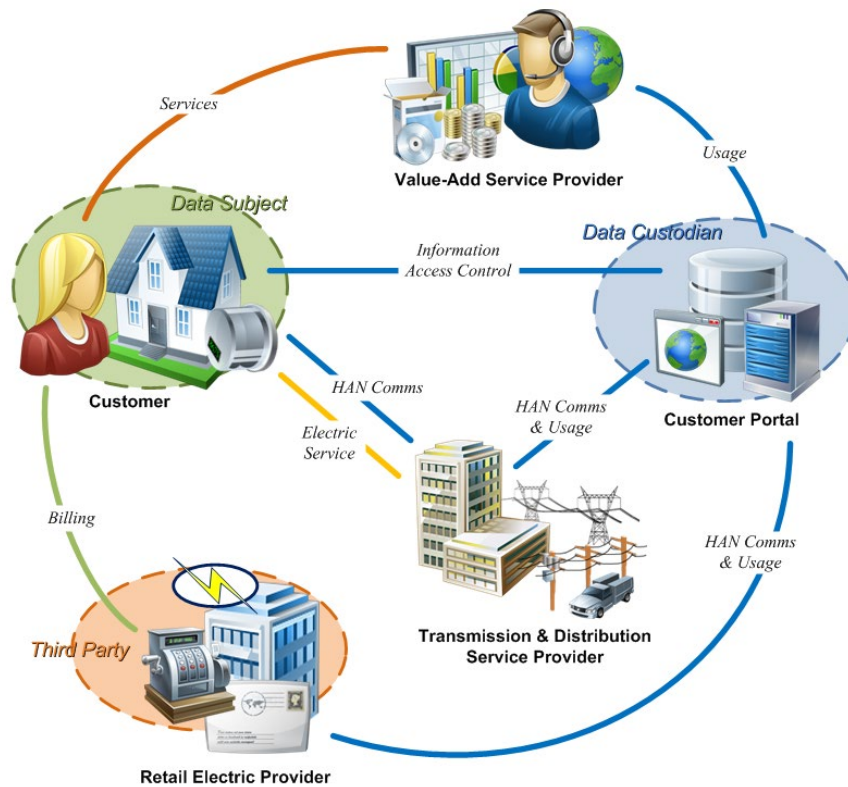 Services
Value-Add Service Provider
Usage
Data Subject
Data Custodian
Information
Access Control
Customer
HAN Comms
Electric
Service
HAN Comms
& Usage
Customer Portal
Billing
HAN Comms
& Usage
Third Party
Transmission & Distribution
Service Provider
Retail Electric Provider